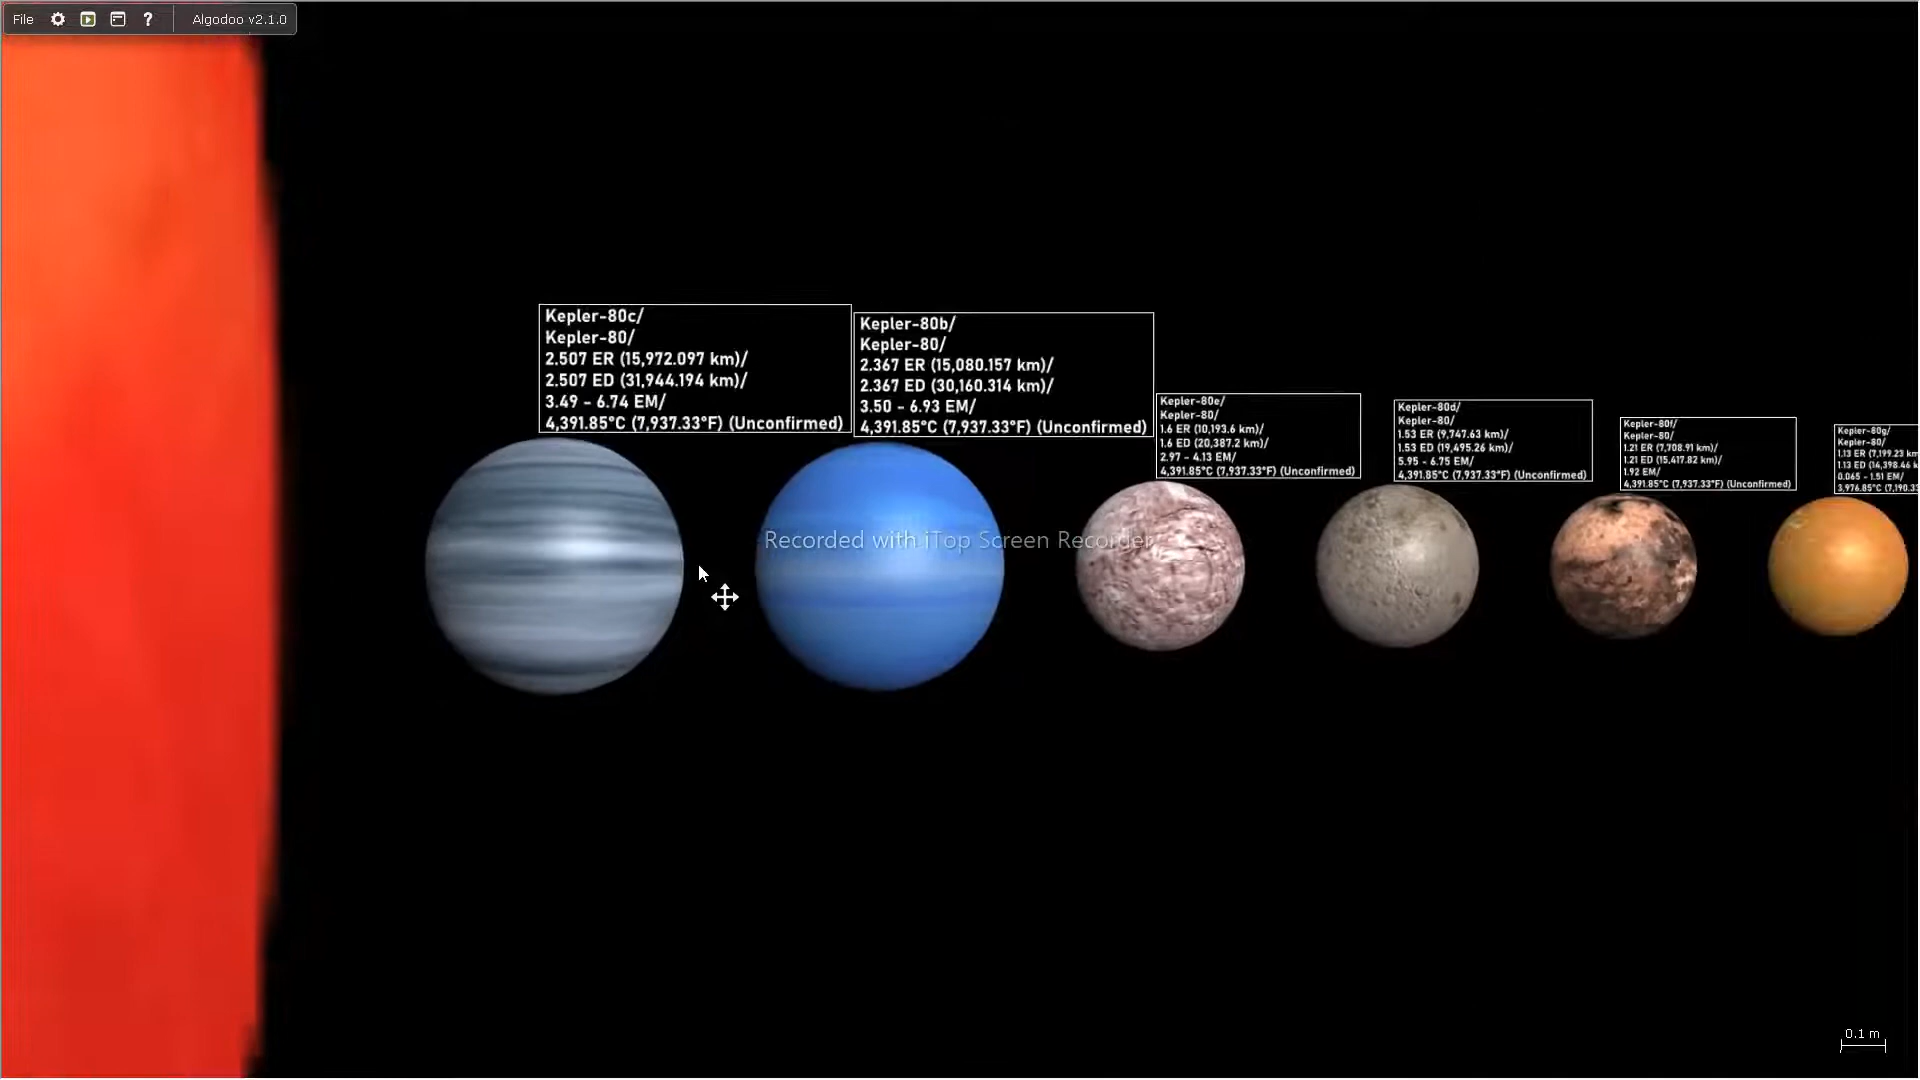 File ? Algodoo v2.1.0
Kepler-80c/
Kepler-80/
2.507 ER (15,972.097 km)/
2.507 ED (31,944.194 km)/
3.49 - 6.74 EM/
4,391.85°C (7,937.33°F) (Unconfirmed)
Kepler-80b/
Kepler-80/
2.367 ER (15,080.157 km)/
2.367 ED (30,160.314 km)/
3.50 - 6.93 EM/
4,391.85°C (7,937.33°F) (Unconfirmed)
Kepler-80e/
Kepler-80/
1.6 ER (10,193.6 km)/
1.6 ED (20,387.2 km)/
2.97 - 4.13 EM/
4,391.85°C (7,937.33°F) (Unconfirmed)
Kepler-80d/
Kepler-80/
1.53 ER (9,747.63 km)/
1.53 ED (19,495.26 km)/
5.95 - 6.75 EM/
4,391.85°C (7,937.33°F) (Unconfirmed)
Kepler-80f/
Kepler-80/
1.21 ER (7,708.91 km)/
1.21 ED (15,417.82 km)/
1.92 EM/
4,391.85°C (7,937.33°F) (Unconfirmed)
Kepler-80g/
Kepler-80/
1.13 ER (7,199.23 km
1.13 ED (14,398.46 k
0.065 - 1.51 EM/
3,976.85°C (7,190.33
Recorded with iTop Screen Recorder
0.1 m